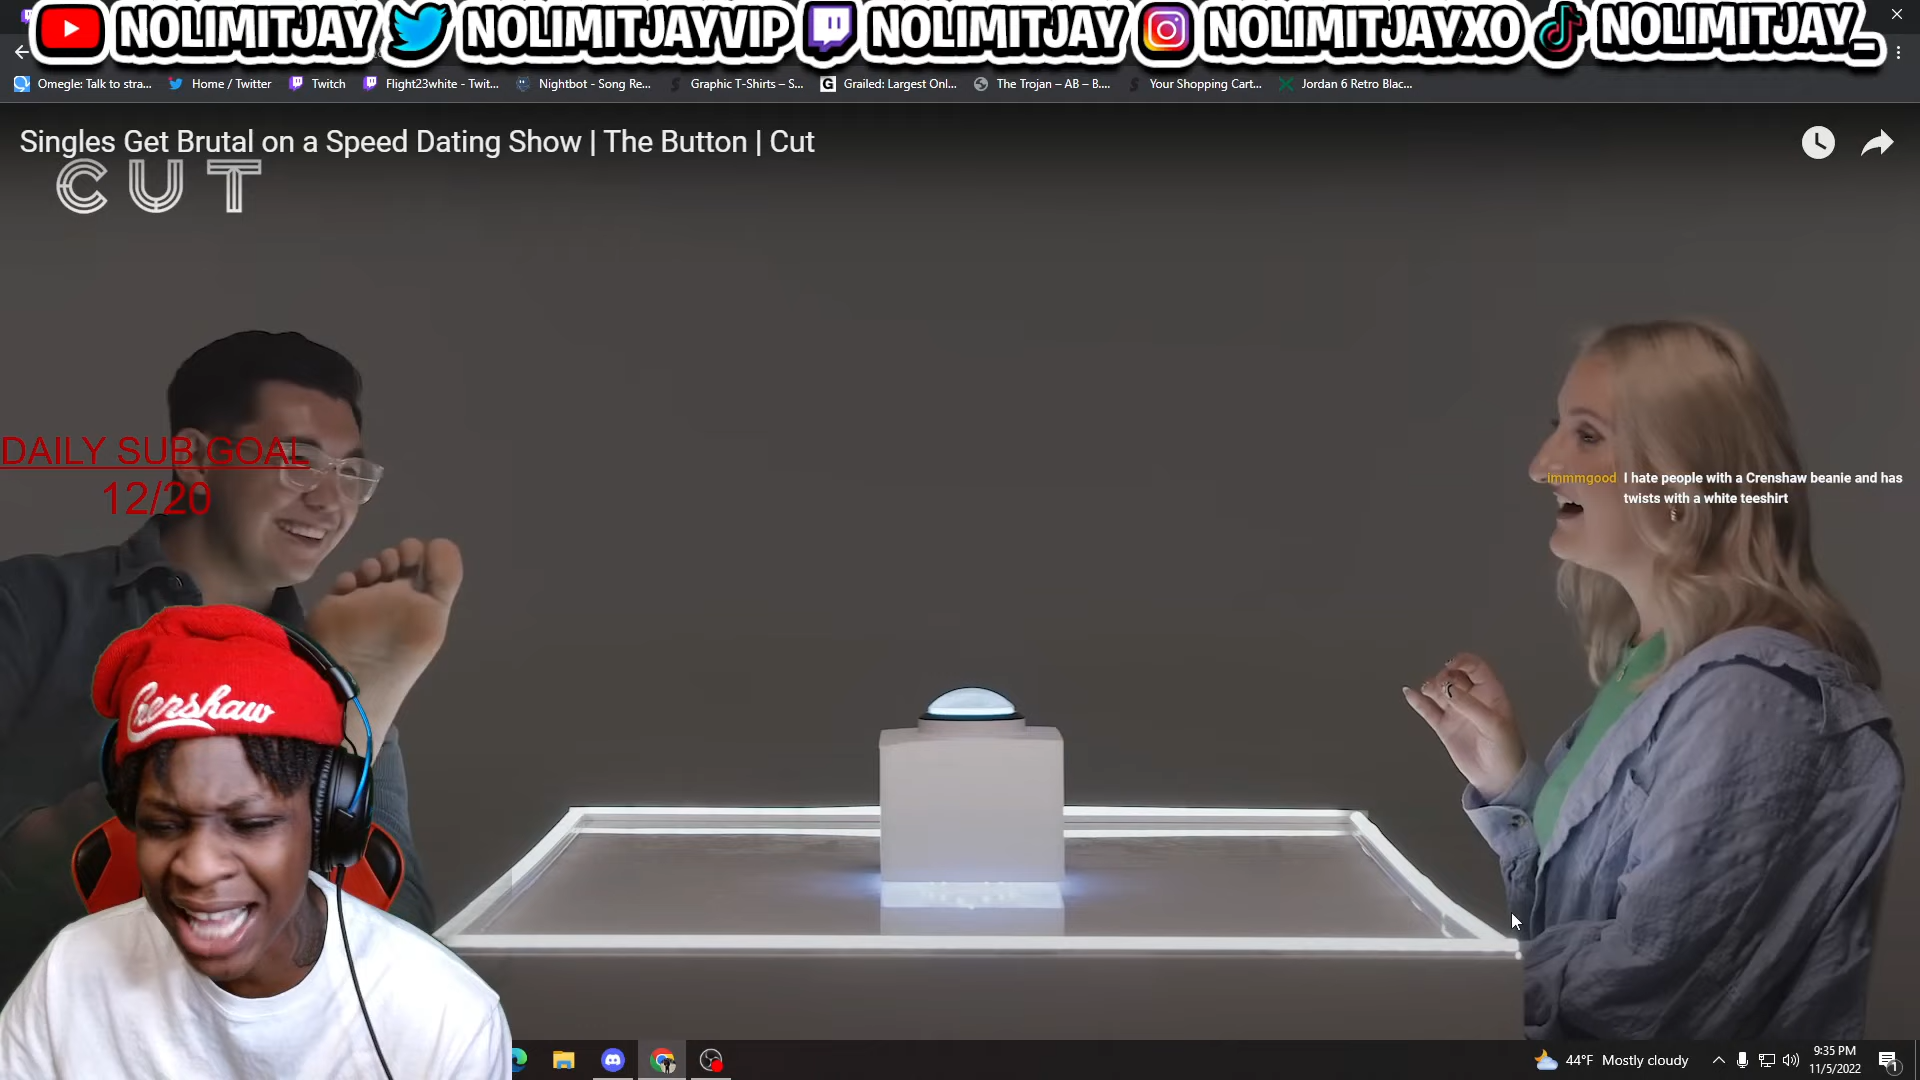 NOLIMITJAY NOLIMITJAYVIP NOLIMITJAY NOLIMITJAYXO NOLIMITJAY_
Omegle: Talk to stra... Home / Twitter Twitch Flight23white - Twit... Nightbot - Song Re... Graphic T-Shirts – S... Grailed: Largest Onl... The Trojan – AB – B.... Your Shopping Cart... Jordan 6 Retro Blac...
Singles Get Brutal on a Speed Dating Show | The Button | Cut
CUT
DAILY SUB GOAL
12/20
immmgood I hate people with a Crenshaw beanie and has
twists with a white teeshirt
Crenshaw
44°F Mostly cloudy
9:35 PM
11/5/2022
1